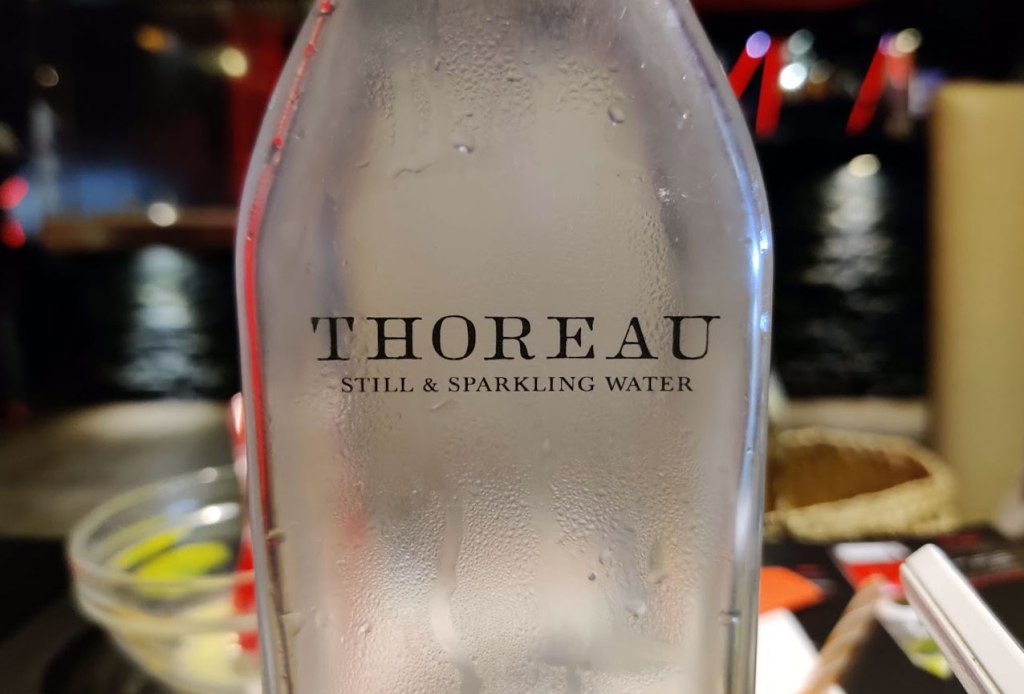 THOREAU
STILL & SPARKLING WATER